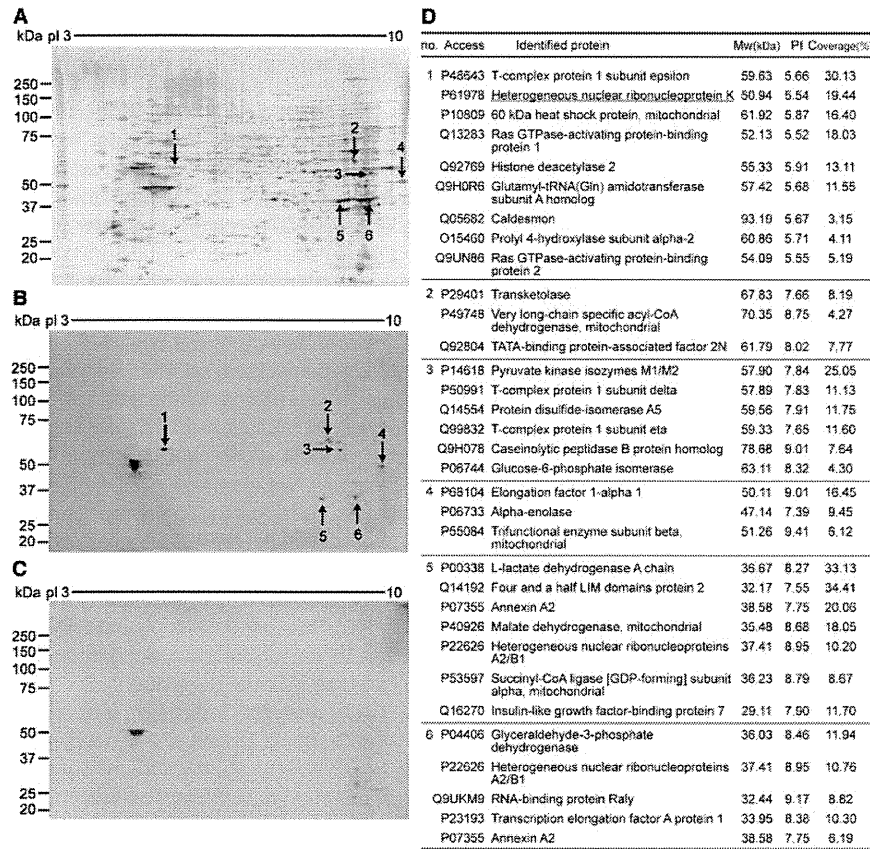 A
kDa pI 3 10
250
150
100
75
50
37
25
20
1
2
3
4
5
6
B
kDa pI 3 10
250
150
100
75
50
37
25
20
1
2
3
4
5
6
C
kDa pI 3 10
250
150
100
75
50
37
25
20
D
no. Access Identified protein Mw(kDa) PI Coverage(%)
1 P48643 T-complex protein 1 subunit epsilon 59.63 5.66 30.13
P61978 Heterogeneous nuclear ribonucleoprotein K 50.94 5.54 19.44
P10809 60 kDa heat shock protein, mitochondrial 61.92 5.87 16.40
Q13283 Ras GTPase-activating protein-binding 52.13 5.52 18.03
protein 1
Q92769 Histone deacetylase 2 55.33 5.91 13.11
Q9H0R6 Glutamyl-tRNA(Gln) amidotransferase 57.42 5.68 11.55
subunit A homolog
Q05682 Caldesmon 93.19 5.67 3.15
O15460 Prolyl 4-hydroxylase subunit alpha-2 60.86 5.71 4.11
Q9UN86 Ras GTPase-activating protein-binding 54.09 5.55 5.19
protein 2
2 P29401 Transketolase 67.83 7.66 8.19
P49748 Very long-chain specific acyl-CoA 70.35 8.75 4.27
dehydrogenase, mitochondrial
Q92804 TATA-binding protein-associated factor 2N 61.79 8.02 7.77
3 P14618 Pyruvate kinase isozymes M1/M2 57.90 7.84 25.05
P50991 T-complex protein 1 subunit delta 57.89 7.83 11.13
Q14554 Protein disulfide-isomerase A5 59.56 7.91 11.75
Q99832 T-complex protein 1 subunit eta 59.33 7.65 11.60
Q9H078 Caseinolytic peptidase B protein homolog 78.68 9.01 7.64
P06744 Glucose-6-phosphate isomerase 63.11 8.32 4.30
4 P68104 Elongation factor 1-alpha 1 50.11 9.01 16.45
P06733 Alpha-enolase 47.14 7.39 9.45
P55084 Trifunctional enzyme subunit beta, 51.26 9.41 6.12
mitochondrial
5 P00338 L-lactate dehydrogenase A chain 36.67 8.27 33.13
Q14192 Four and a half LIM domains protein 2 32.17 7.55 34.41
P07355 Annexin A2 38.58 7.75 20.06
P40926 Malate dehydrogenase, mitochondrial 35.48 8.68 18.05
P22626 Heterogeneous nuclear ribonucleoproteins 37.41 8.95 10.20
A2/B1
P53597 Succinyl-CoA ligase [GDP-forming] subunit 36.23 8.79 8.67
alpha, mitochondrial
Q16270 Insulin-like growth factor-binding protein 7 29.11 7.90 11.70
6 P04406 Glyceraldehyde-3-phosphate 36.03 8.46 11.94
dehydrogenase
P22626 Heterogeneous nuclear ribonucleoproteins 37.41 8.95 10.76
A2/B1
Q9UKM9 RNA-binding protein Raly 32.44 9.17 8.82
P23193 Transcription elongation factor A protein 1 33.95 8.38 10.30
P07355 Annexin A2 38.58 7.75 6.19